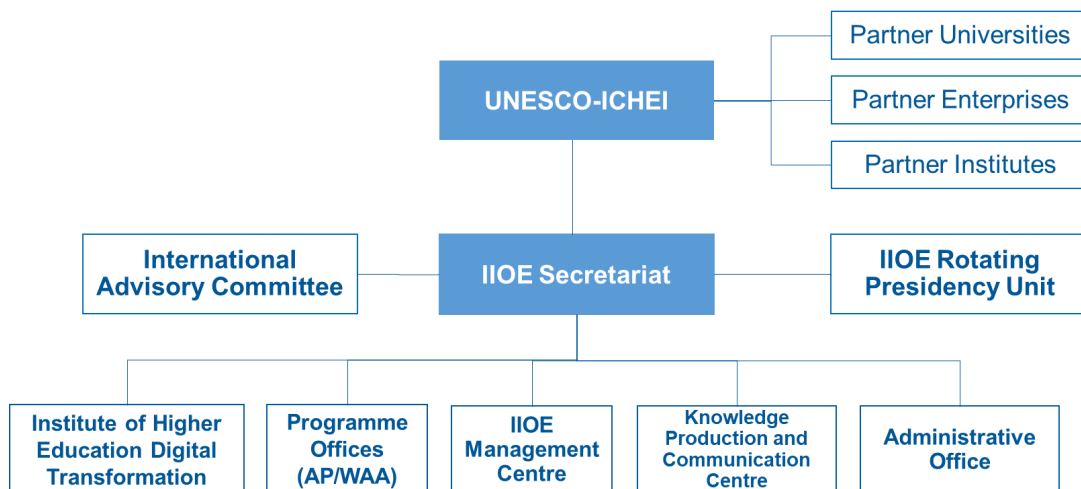 Partner Universities
UNESCO-ICHEI
Partner Enterprises
Partner Institutes
International
Advisory Committee
IIOE Secretariat
IIOE Rotating
Presidency Unit
Institute of Higher
Education Digital
Transformation
Programme
Offices
(AP/WAA)
IIOE
Management
Centre
Knowledge
Production and
Communication
Centre
Administrative
Office